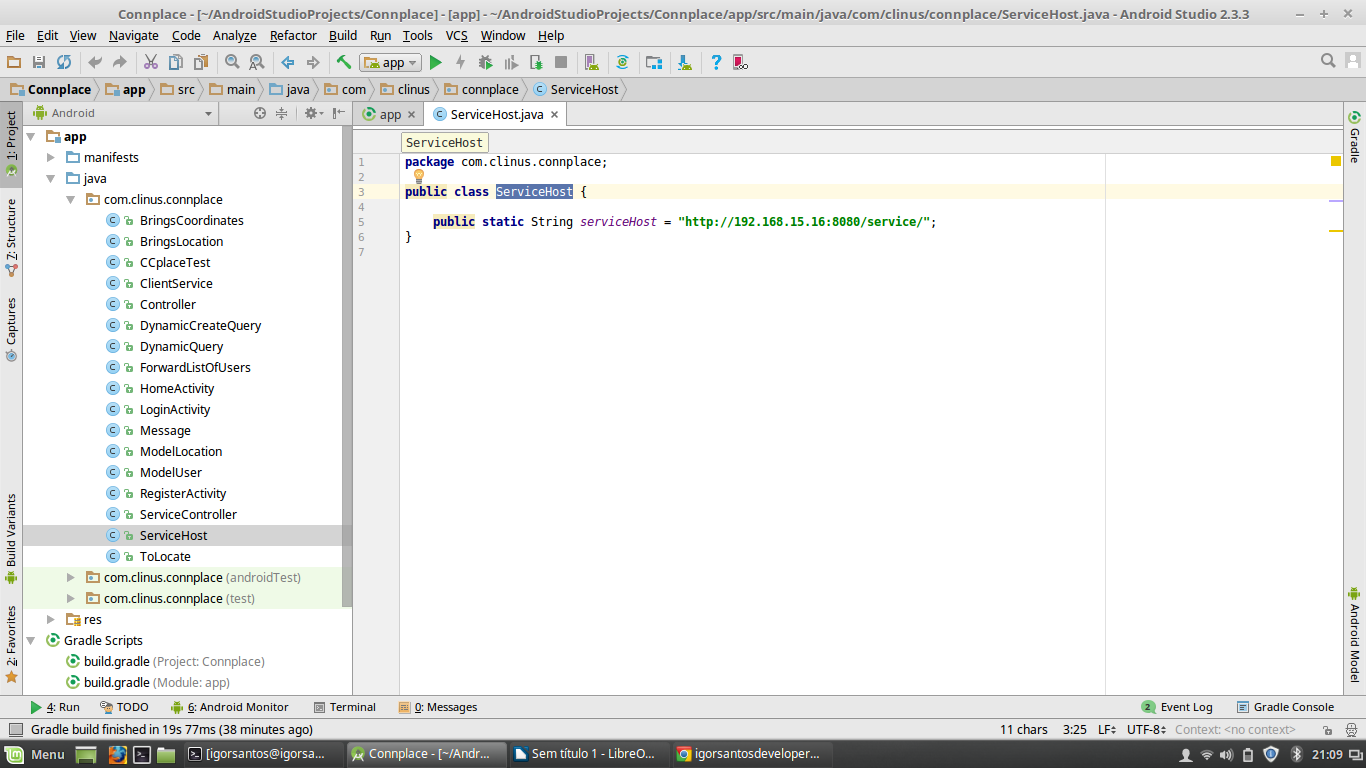 Connplace - [~/AndroidStudioProjects/Connplace] - [app] - ~/AndroidStudioProjects/Connplace/app/src/main/java/com/clinus/connplace/ServiceHost.java - Android Studio 2.3.3
File Edit View Navigate Code Analyze Refactor Build Run Tools VCS Window Help
app
Connplace app src main java com clinus connplace ServiceHost
1: Project
Z: Structure
Captures
Build Variants
2: Favorites
Android
app
manifests
java
com.clinus.connplace
BringsCoordinates
BringsLocation
CCplaceTest
ClientService
Controller
DynamicCreateQuery
DynamicQuery
ForwardListOfUsers
HomeActivity
LoginActivity
Message
ModelLocation
ModelUser
RegisterActivity
ServiceController
ServiceHost
ToLocate
com.clinus.connplace (androidTest)
com.clinus.connplace (test)
res
Gradle Scripts
build.gradle (Project: Connplace)
build.gradle (Module: app)
app ServiceHost.java
ServiceHost
1 package com.clinus.connplace;
2
3 public class ServiceHost {
4
5 public static String serviceHost = "http://192.168.15.16:8080/service/";
6 }
7
Gradle
Android Model
4: Run TODO 6: Android Monitor Terminal 0: Messages 2 Event Log Gradle Console
Gradle build finished in 19s 77ms (38 minutes ago) 11 chars 3:25 LF UTF-8 Context: <no context>
Menu [igorsantos@igorsa... Connplace - [~/Andr... Sem título 1 - LibreO... igorsantosdeveloper... 21:09